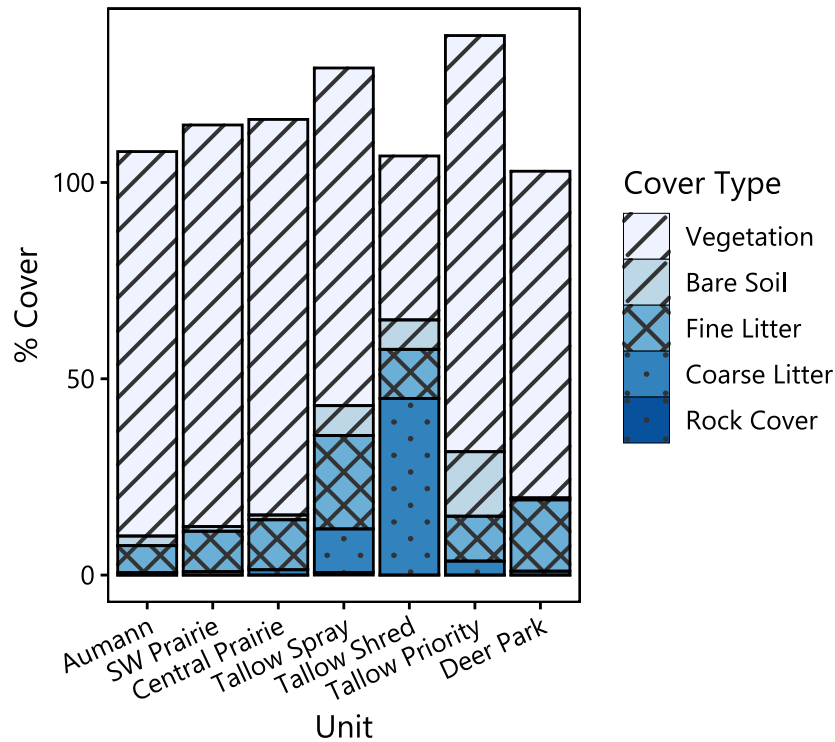 % Cover
100
50
0
Aumann
SW Prairie
Central Prairie
Tallow Spray
Tallow Shred
Tallow Priority
Deer Park
Unit
Cover Type
Vegetation
Bare Soil
Fine Litter
Coarse Litter
Rock Cover